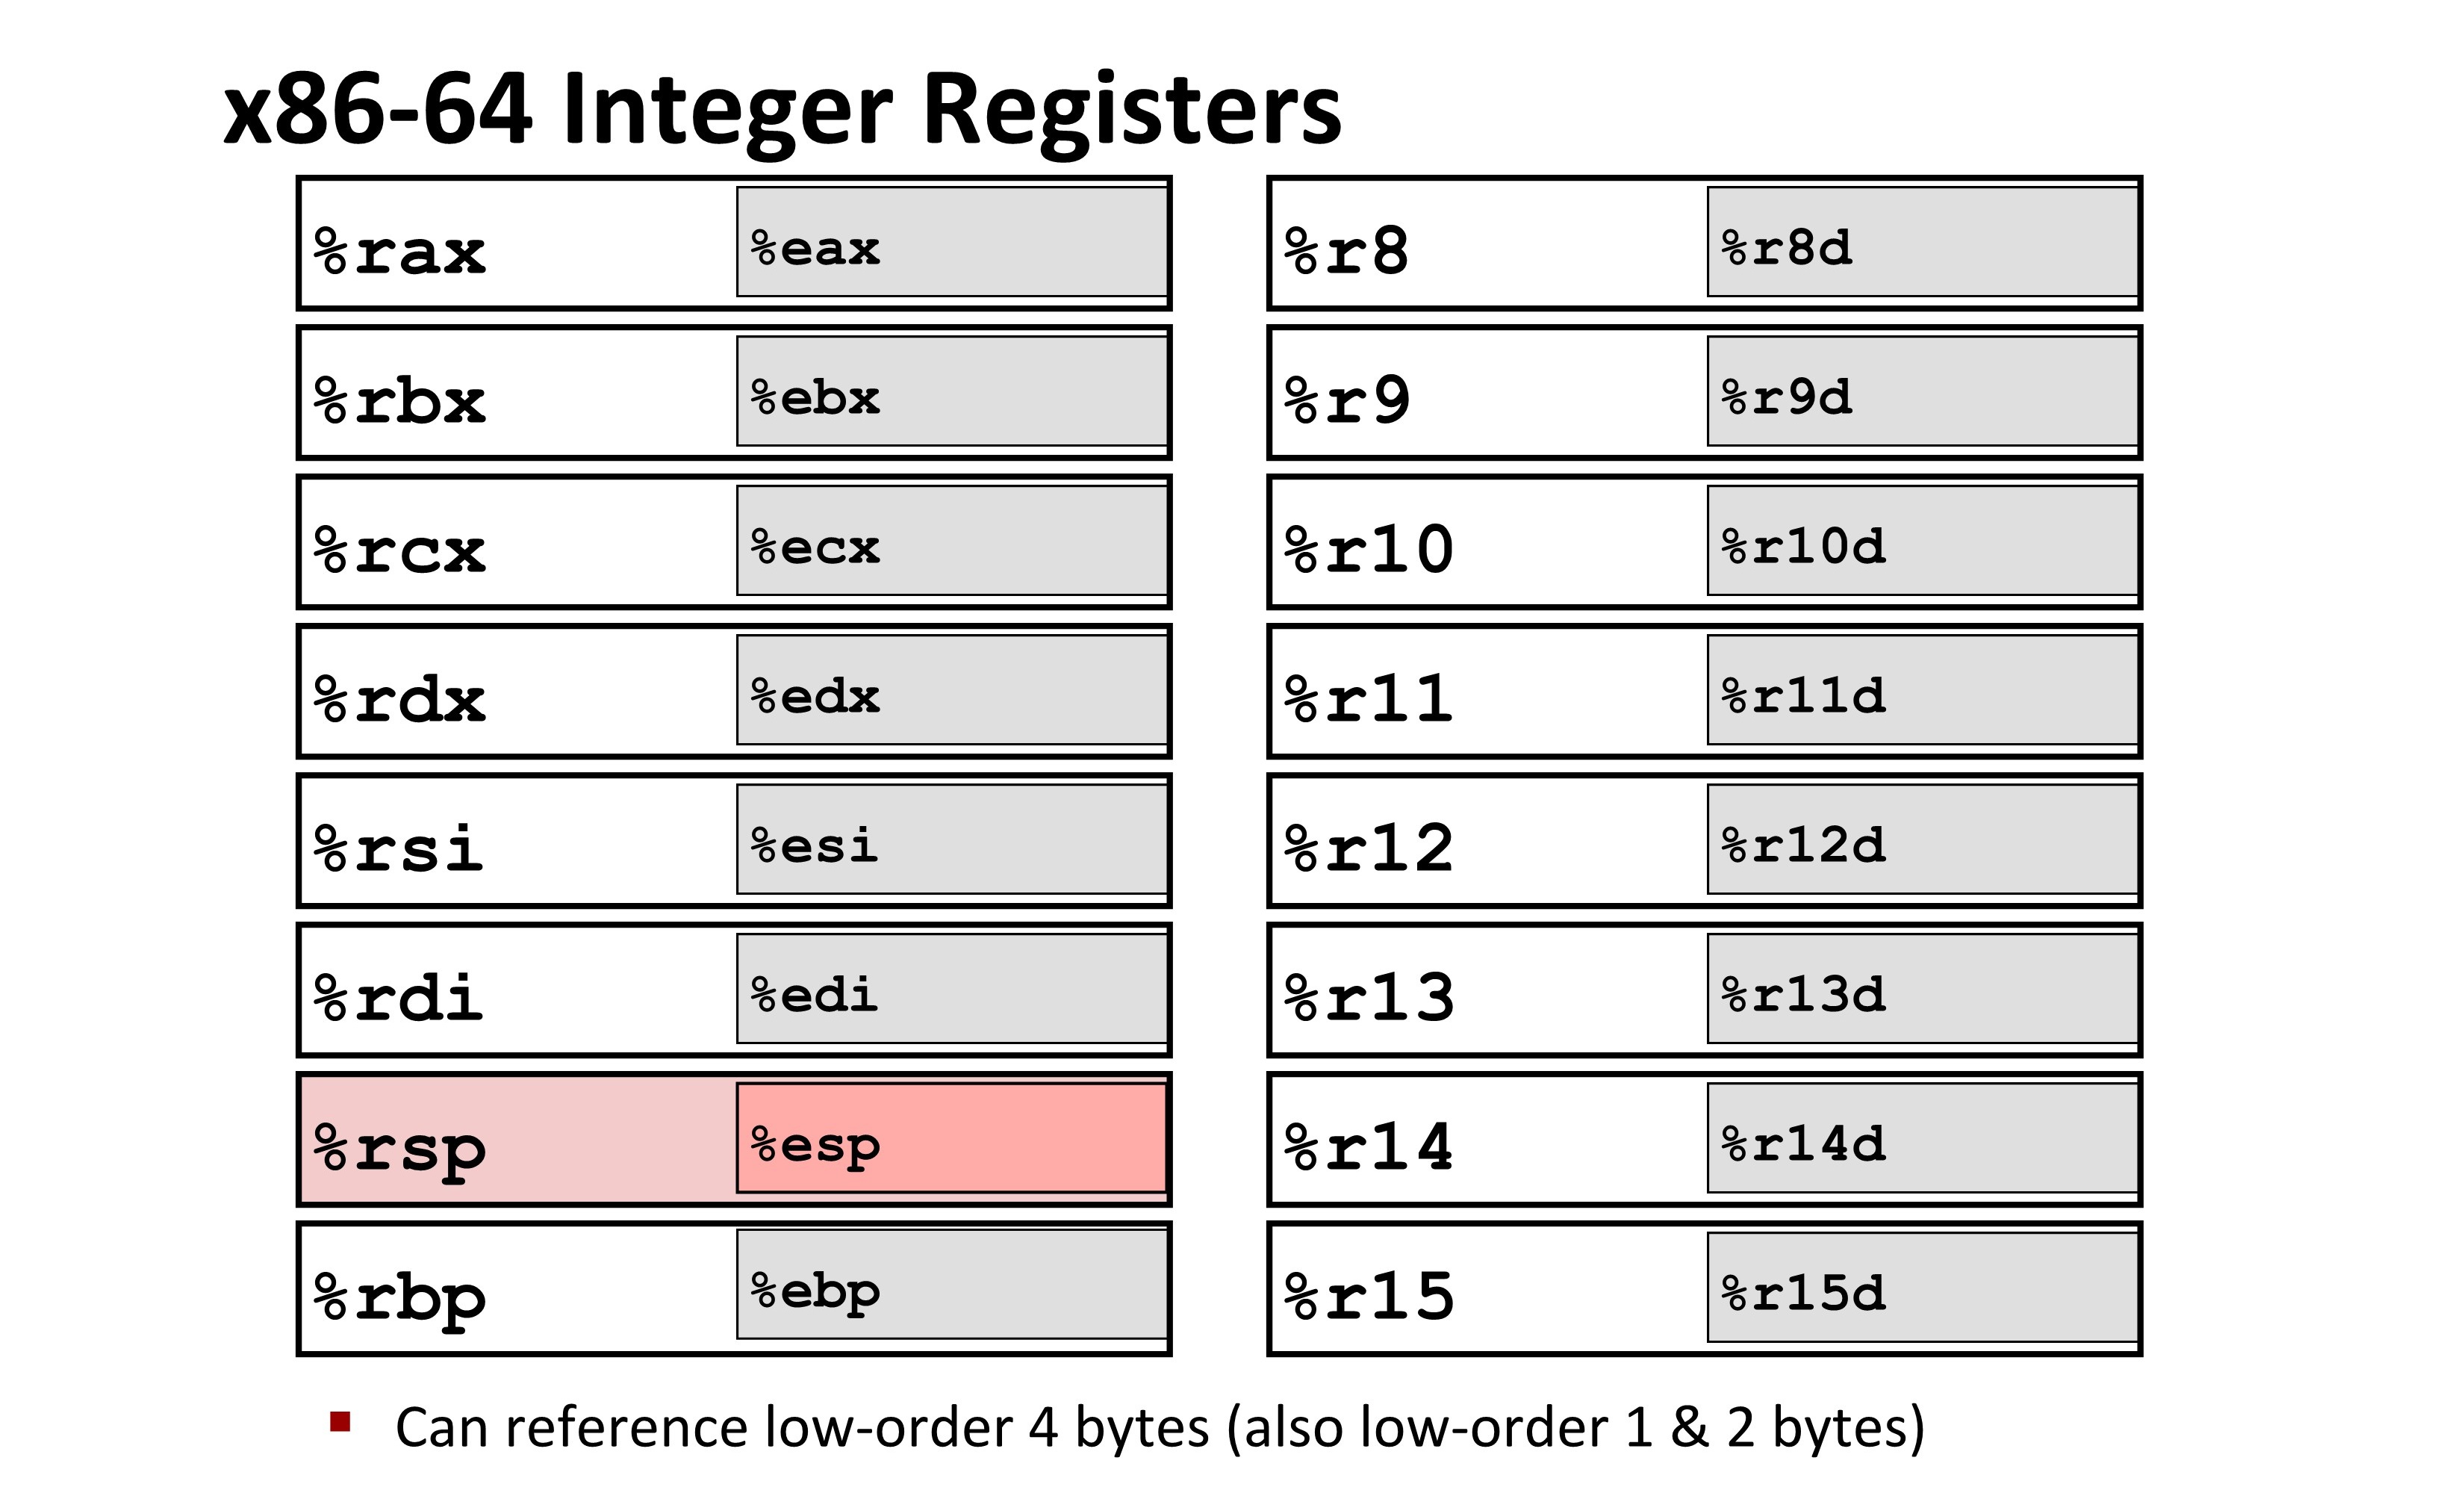 x86-64 Integer Registers
%rax %eax %r8 %r8d
%rbx %ebx %r9 %r9d
%rcx %ecx %r10 %r10d
%rdx %edx %r11 %r11d
%rsi %esi %r12 %r12d
%rdi %edi %r13 %r13d
%rsp %esp %r14 %r14d
%rbp %ebp %r15 %r15d
Can reference low-order 4 bytes (also low-order 1 & 2 bytes)